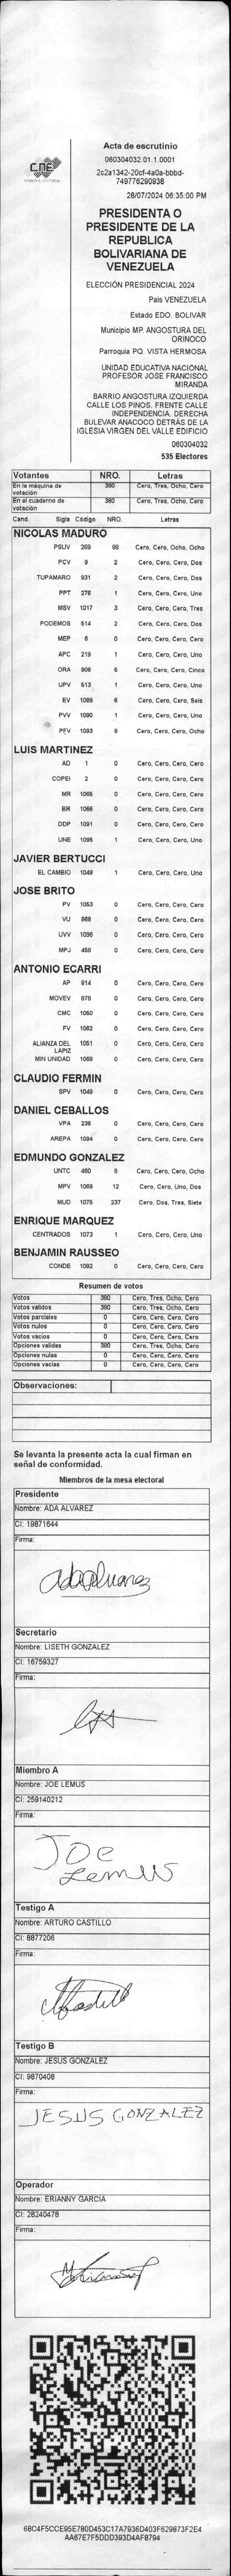 CNE
Acta de escrutinio
060304032.01.1.0001
2c2a1342-20cf-4a0a-bbbd-
749776290938
28/07/2024 06:35:00 PM
PRESIDENTA O
PRESIDENTE DE LA
REPUBLICA
BOLIVARIANA DE
VENEZUELA
ELECCIÓN PRESIDENCIAL 2024
Pais VENEZUELA
Estado EDO. BOLIVAR
Municipio MP. ANGOSTURA DEL
ORINOCO
Parroquia PQ. VISTA HERMOSA
UNIDAD EDUCATIVA NACIONAL
PROFESOR JOSE FRANCISCO
MIRANDA
BARRIO ANGOSTURA IZQUIERDA
CALLE LOS PINOS. FRENTE CALLE
INDEPENDENCIA. DERECHA
BULEVAR ANACOCO DETRÁS DE LA
IGLESIA VIRGEN DEL VALLE EDIFICIO
060304032
535 Electores
Votantes NRO. Letras
En la máquina de votación 380 Cero, Tres, Ocho, Cero
En el cuaderno de votación 380 Cero, Tres, Ocho, Cero
Cand. Sigla Código NRO. Letras
NICOLAS MADURO
PSUV 269 88 Cero, Cero, Ocho, Ocho
PCV 9 2 Cero, Cero, Cero, Dos
TUPAMARO 931 2 Cero, Cero, Cero, Dos
PPT 276 1 Cero, Cero, Cero, Uno
MSV 1017 3 Cero, Cero, Cero, Tres
PODEMOS 514 2 Cero, Cero, Cero, Dos
MEP 6 0 Cero, Cero, Cero, Cero
APC 219 1 Cero, Cero, Cero, Uno
ORA 906 5 Cero, Cero, Cero, Cinco
UPV 513 1 Cero, Cero, Cero, Uno
EV 1089 6 Cero, Cero, Cero, Seis
PVV 1090 1 Cero, Cero, Cero, Uno
PFV 1093 8 Cero, Cero, Cero, Ocho
LUIS MARTINEZ
AD 1 0 Cero, Cero, Cero, Cero
COPEI 2 0 Cero, Cero, Cero, Cero
MR 1065 0 Cero, Cero, Cero, Cero
BR 1066 0 Cero, Cero, Cero, Cero
DDP 1091 0 Cero, Cero, Cero, Cero
UNE 1095 1 Cero, Cero, Cero, Uno
JAVIER BERTUCCI
EL CAMBIO 1048 1 Cero, Cero, Cero, Uno
JOSE BRITO
PV 1053 0 Cero, Cero, Cero, Cero
VU 868 0 Cero, Cero, Cero, Cero
UVV 1096 0 Cero, Cero, Cero, Cero
MPJ 458 0 Cero, Cero, Cero, Cero
ANTONIO ECARRI
AP 814 0 Cero, Cero, Cero, Cero
MOVEV 878 0 Cero, Cero, Cero, Cero
CMC 1050 0 Cero, Cero, Cero, Cero
FV 1062 0 Cero, Cero, Cero, Cero
ALIANZA DEL LAPIZ 1051 0 Cero, Cero, Cero, Cero
MIN UNIDAD 1068 0 Cero, Cero, Cero, Cero
CLAUDIO FERMIN
SPV 1049 0 Cero, Cero, Cero, Cero
DANIEL CEBALLOS
VPA 236 0 Cero, Cero, Cero, Cero
AREPA 1094 0 Cero, Cero, Cero, Cero
EDMUNDO GONZALEZ
UNTC 480 8 Cero, Cero, Cero, Ocho
MPV 1069 12 Cero, Cero, Uno, Dos
MUD 1075 237 Cero, Dos, Tres, Siete
ENRIQUE MARQUEZ
CENTRADOS 1073 1 Cero, Cero, Cero, Uno
BENJAMIN RAUSSEO
CONDE 1092 0 Cero, Cero, Cero, Cero
Resumen de votos
Votos 380 Cero, Tres, Ocho, Cero
Votos validos 380 Cero, Tres, Ocho, Cero
Votos parciales 0 Cero, Cero, Cero, Cero
Votos nulos 0 Cero, Cero, Cero, Cero
Votos vacios 0 Cero, Cero, Cero, Cero
Opciones validas 380 Cero, Tres, Ocho, Cero
Opciones nulas 0 Cero, Cero, Cero, Cero
Opciones vacias 0 Cero, Cero, Cero, Cero
Observaciones:
Se levanta la presente acta la cual firman en
señal de conformidad.
Miembros de la mesa electoral
Presidente
Nombre: ADA ALVAREZ
CI: 19871644
Firma:
Secretario
Nombre: LISETH GONZALEZ
CI: 16759327
Firma:
Miembro A
Nombre: JOE LEMUS
CI: 259140212
Firma:
JOe
Lemus
Testigo A
Nombre: ARTURO CASTILLO
CI: 8877206
Firma:
Testigo B
Nombre: JESUS GONZALEZ
CI: 9870408
Firma:
JESUS GONZALEZ
Operador
Nombre: ERIANNY GARCIA
CI: 28240478
Firma:
68C4F5CCE95E780D453C17A7936D403F629873F2E4
AA67E7F5DDD393D4AF8794